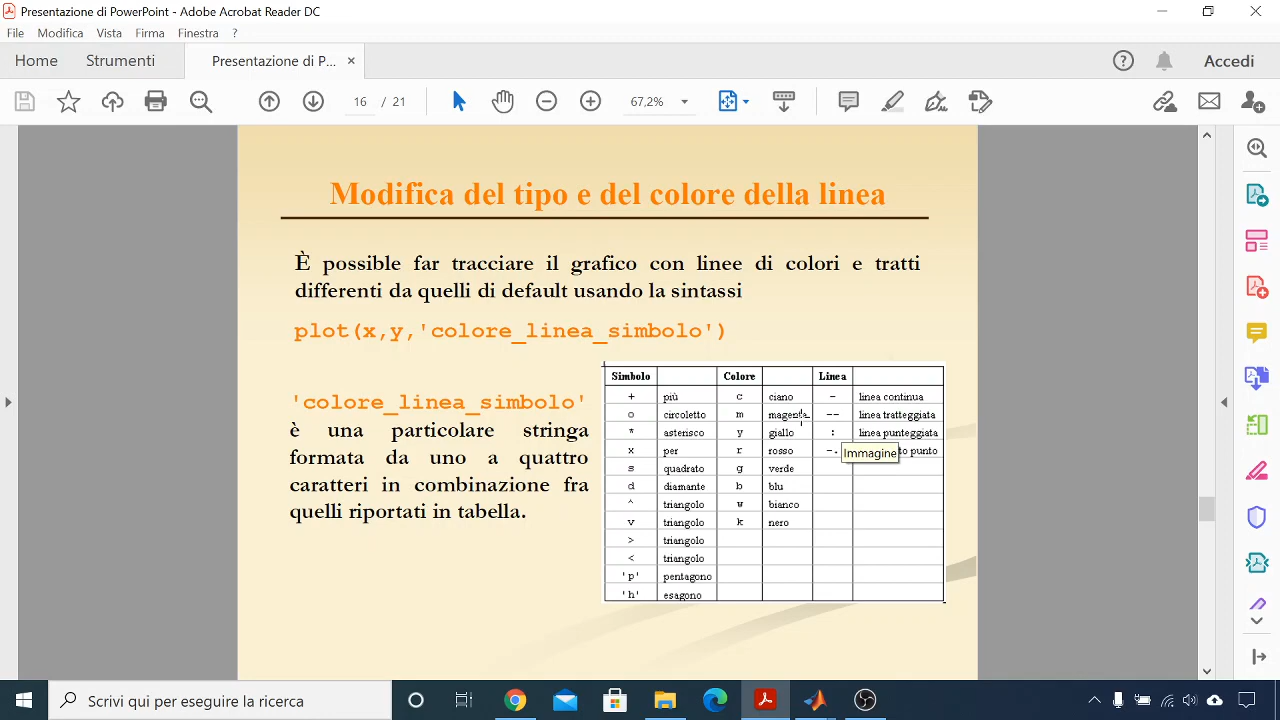 Presentazione di PowerPoint - Adobe Acrobat Reader DC
File Modifica Vista Firma Finestra ?
Home Strumenti Presentazione di P... × Accedi
16 / 21 67,2%
Modifica del tipo e del colore della linea
È possible far tracciare il grafico con linee di colori e tratti
differenti da quelli di default usando la sintassi
plot(x,y,'colore_linea_simbolo')
'colore_linea_simbolo'
è una particolare stringa
formata da uno a quattro
caratteri in combinazione fra
quelli riportati in tabella.
Simbolo Colore Linea
+ più c ciano - linea continua
o circoletto m magenta -- linea tratteggiata
* asterisco y giallo : linea punteggiata
x per r rosso -. punto
Immagine
s quadrato g verde
d diamante b blu
^ triangolo w bianco
v triangolo k nero
> triangolo
< triangolo
'p' pentagono
'h' esagono
Scrivi qui per eseguire la ricerca